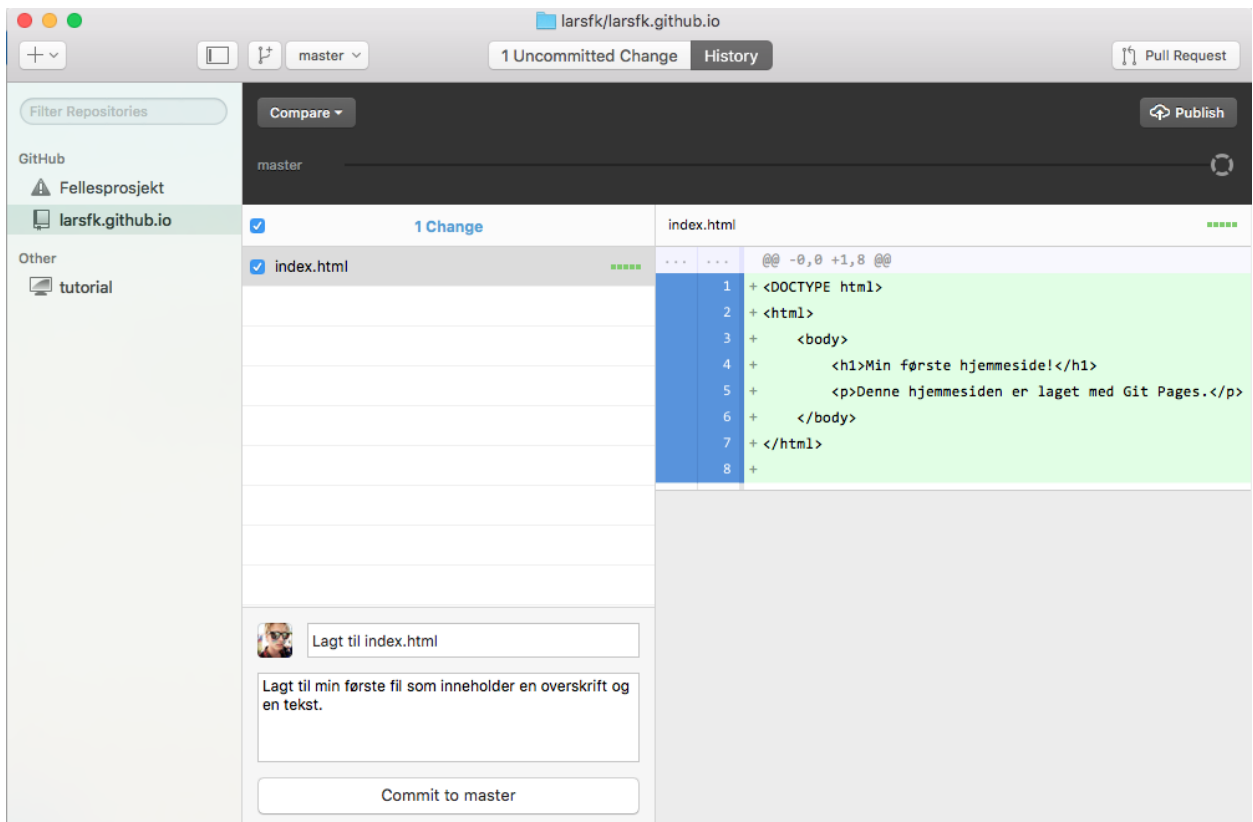 larsfk/larsfk.github.io
master
1 Uncommitted Change
History
Pull Request
Filter Repositories
GitHub
Fellesprosjekt
larsfk.github.io
Other
tutorial
Compare
Publish
master
1 Change
index.html
Lagt til index.html
Lagt til min første fil som inneholder en overskrift og
en tekst.
Commit to master
index.html
... ... @@ -0,0 +1,8 @@
1 + <DOCTYPE html>
2 + <html>
3 +     <body>
4 +         <h1>Min første hjemmeside!</h1>
5 +         <p>Denne hjemmesiden er laget med Git Pages.</p>
6 +     </body>
7 + </html>
8 +